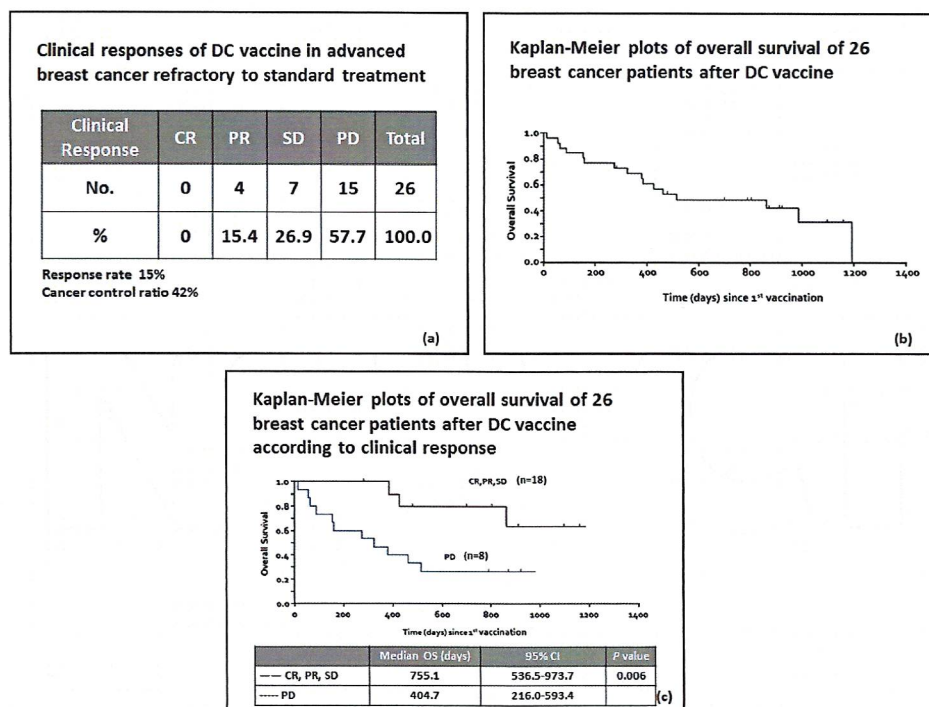 Clinical responses of DC vaccine in advanced
breast cancer refractory to standard treatment
Clinical Response CR PR SD PD Total
No. 0 4 7 15 26
% 0 15.4 26.9 57.7 100.0
Response rate 15%
Cancer control ratio 42%
(a)
Kaplan-Meier plots of overall survival of 26
breast cancer patients after DC vaccine
Overall Survival
1.0
0.8
0.6
0.4
0.2
0.0
0 200 400 600 800 1000 1200 1400
Time (days) since 1st vaccination
(b)
Kaplan-Meier plots of overall survival of 26
breast cancer patients after DC vaccine
according to clinical response
Overall Survival
1.0
0.8
0.6
0.4
0.2
0.0
CR,PR,SD (n=18)
PD (n=8)
0 200 400 600 800 1000 1200 1400
Time (days) since 1st vaccination
Median OS (days) 95% CI P value
—— CR, PR, SD 755.1 536.5-973.7 0.006
----- PD 404.7 216.0-593.4
(c)